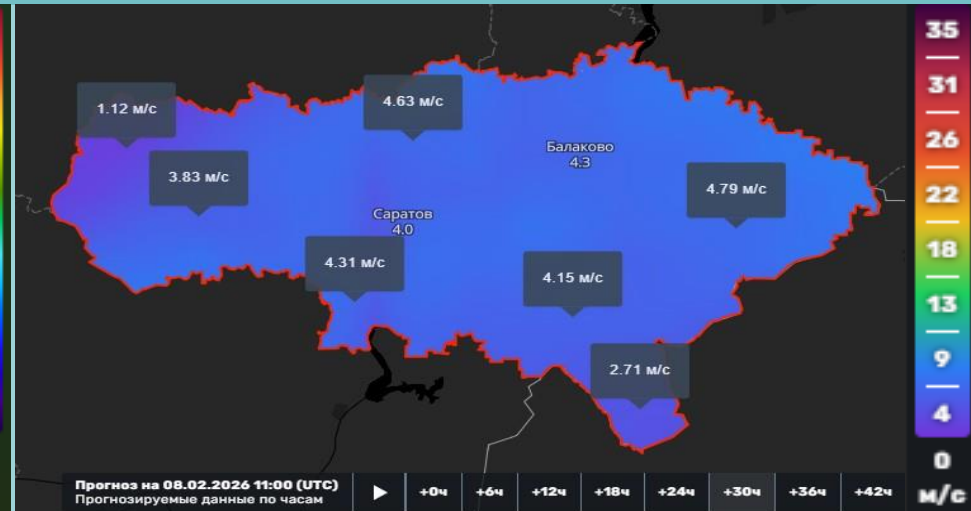 1.12 м/с
4.63 м/с
Балаково
4.3
3.83 м/с
4.79 м/с
Саратов
4.0
4.31 м/с
4.15 м/с
2.71 м/с
Прогноз на 08.02.2026 11:00 (UTC)
Прогнозируемые данные по часам
+0ч +6ч +12ч +18ч +24ч +30ч +36ч +42ч
35
31
26
22
18
13
9
4
0
м/с